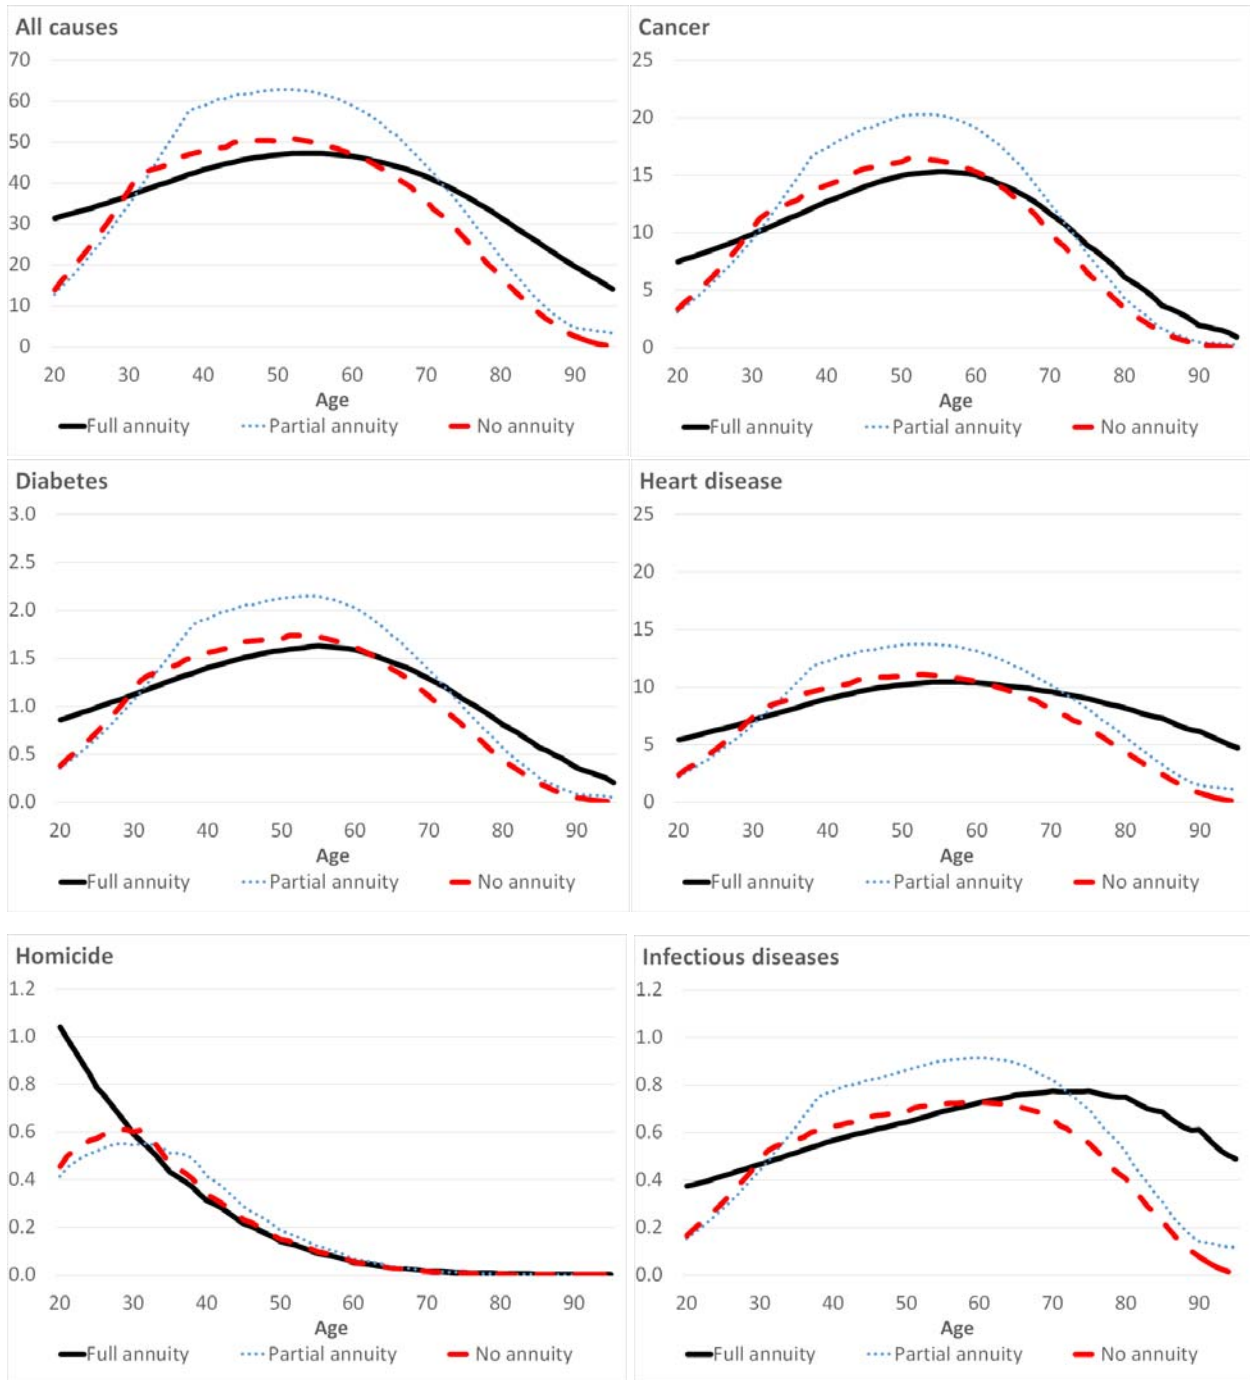 All causes
70
60
50
40
30
20
10
0
20 30 40 50 60 70 80 90
Age
Full annuity Partial annuity No annuity
Cancer
25
20
15
10
5
0
20 30 40 50 60 70 80 90
Age
Full annuity Partial annuity No annuity
Diabetes
3.0
2.5
2.0
1.5
1.0
0.5
0.0
20 30 40 50 60 70 80 90
Age
Full annuity Partial annuity No annuity
Heart disease
25
20
15
10
5
0
20 30 40 50 60 70 80 90
Age
Full annuity Partial annuity No annuity
Homicide
1.2
1.0
0.8
0.6
0.4
0.2
0.0
20 30 40 50 60 70 80 90
Age
Full annuity Partial annuity No annuity
Infectious diseases
1.2
1.0
0.8
0.6
0.4
0.2
0.0
20 30 40 50 60 70 80 90
Age
Full annuity Partial annuity No annuity